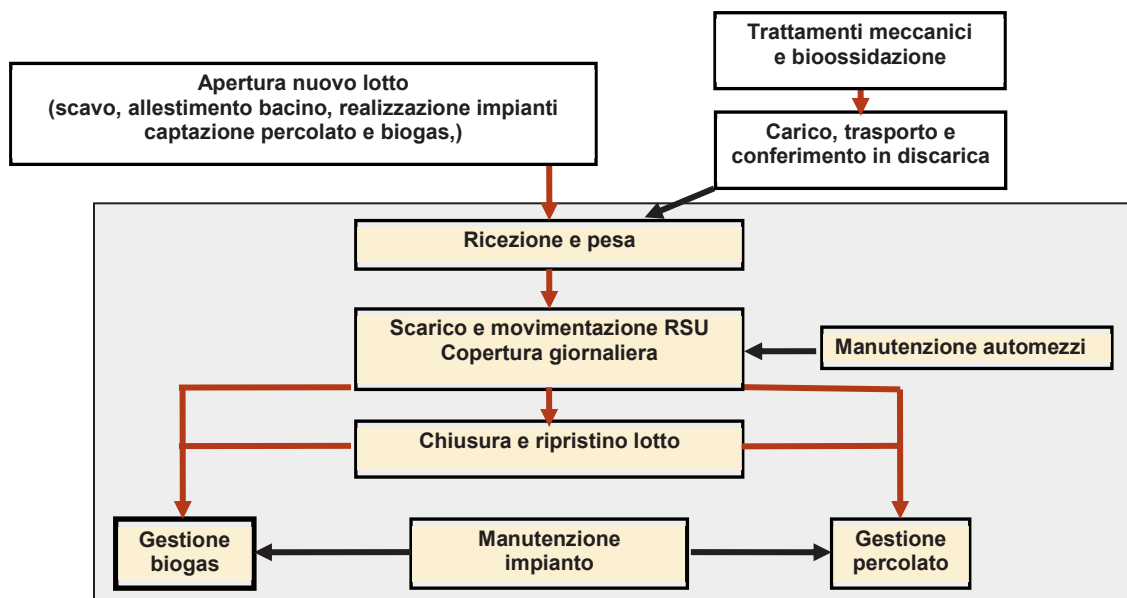 Trattamenti meccanici
e bioossidazione
Apertura nuovo lotto
(scavo, allestimento bacino, realizzazione impianti
captazione percolato e biogas,)
Carico, trasporto e
conferimento in discarica
Ricezione e pesa
Scarico e movimentazione RSU
Copertura giornaliera
Manutenzione automezzi
Chiusura e ripristino lotto
Gestione
biogas
Manutenzione
impianto
Gestione
percolato